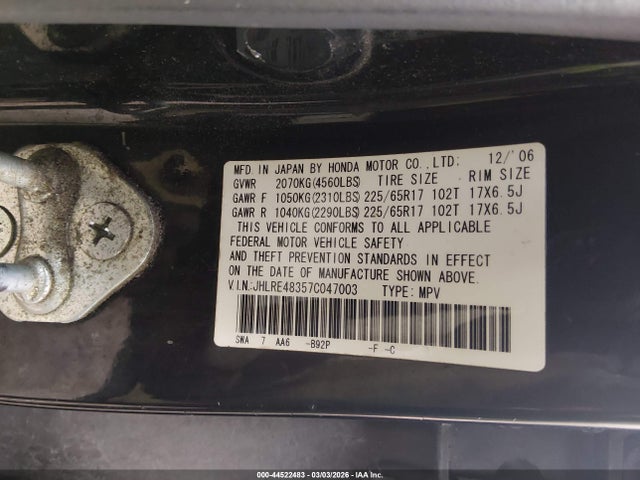 MFD. IN JAPAN BY HONDA MOTOR CO.,LTD: 12/'06
GVWR 2070KG(4560LBS) TIRE SIZE RIM SIZE
GAWR F 1050KG(2310LBS) 225/65R17 102T 17X6.5J
GAWR R 1040KG(2290LBS) 225/65R17 102T 17X6.5J
THIS VEHICLE CONFORMS TO ALL APPLICABLE
FEDERAL MOTOR VEHICLE SAFETY
AND THEFT PREVENTION STANDARDS IN EFFECT
ON THE DATE OF MANUFACTURE SHOWN ABOVE.
V.I.N.:JHLRE48357C047003 TYPE: MPV
SWA 7 AA6 -B92P -F -C
000-44522483 | 03/03/2026 | IAA Inc.